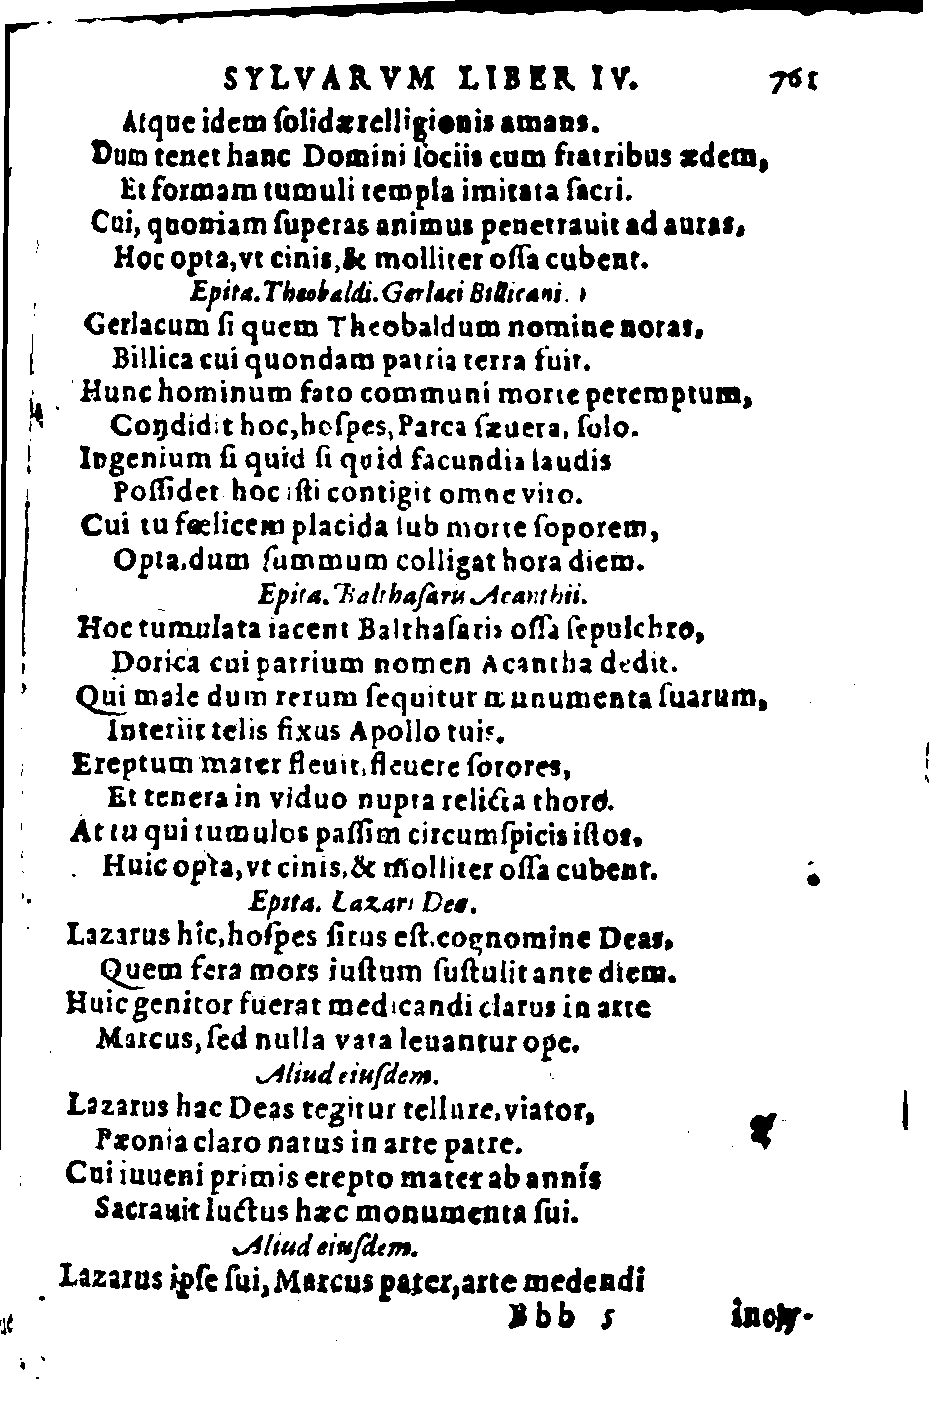 SYLVARVM LIBER IV. 761
Atque idem ſolidæ relligionis amans.
Dum tenet hanc Domini ſociis cum fratribus ædem,
Et formam tumuli templa imitata ſacri.
Cui, quoniam ſuperas animus penetrauit ad auras,
Hoc opta, vt cinis, & molliter oſſa cubent.
Epita. Theobaldi. Gerlaci Billicani.
Gerlacum ſi quem Theobaldum nomine noras,
Billica cui quondam patria terra fuit.
Hunc hominum fato communi morte peremptum,
Condidit hoc, hoſpes, Parca ſæuera, ſolo.
Ingenium ſi quid ſi quid facundia laudis
Poſſidet hoc iſti contigit omne viro.
Cui tu fœlicem placida ſub morte ſoporem,
Opta, dum ſummum colligat hora diem.
Epita. Balthaſaris Acanthii.
Hoc tumulata iacent Balthaſaris oſſa ſepulchro,
Dorica cui patrium nomen Acantha dedit.
Qui male dum rerum ſequitur munumenta ſuarum,
Interiit telis fixus Apollo tuis.
Ereptum mater fleuit, fleuere ſorores,
Et tenera in viduo nupta relicta thoro.
At tu qui tumulos paſſim circumſpicis iſtos,
Huic opta, vt cinis, & molliter oſſa cubent.
Epita. Lazari Deæ.
Lazarus hic, hoſpes ſitus eſt, cognomine Deas,
Quem fera mors iuſtum ſuſtulit ante diem.
Huic genitor fuerat medicandi clarus in arte
Marcus, ſed nulla vata leuantur ope.
Aliud eiuſdem.
Lazarus hac Deas tegitur tellure, viator,
Pæonia claro natus in arte patre.
Cui iuueni primis erepto mater ab annis
Sacrauit luctus hæc monumenta ſui.
Aliud eiuſdem.
Lazarus ipſe ſui, Marcus pater, arte medendi
Bbb 5